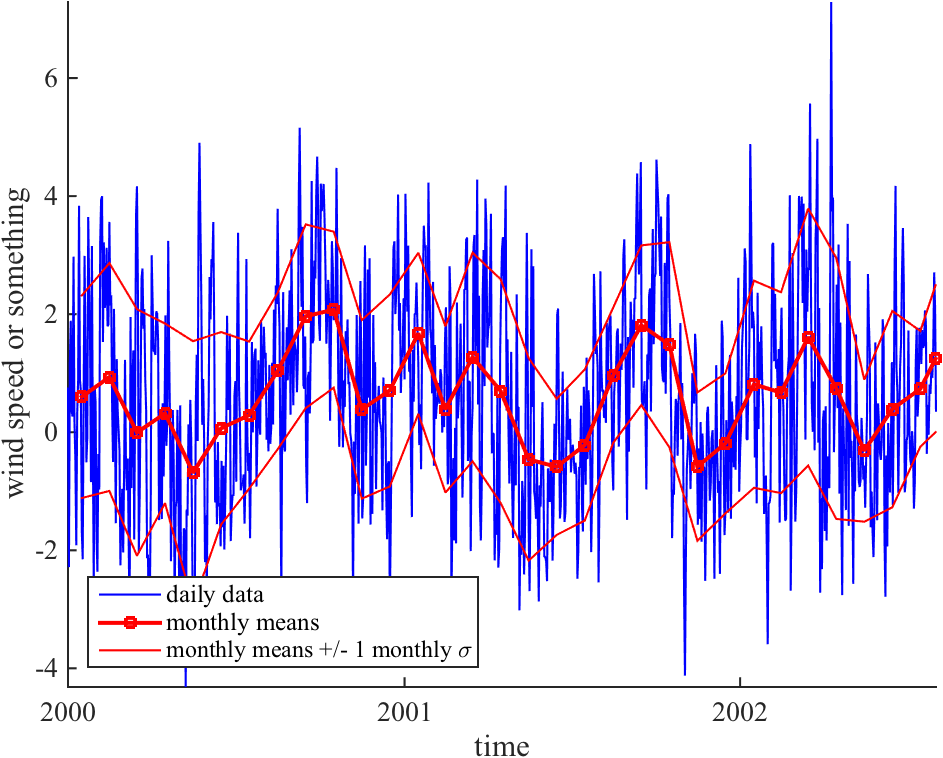 wind speed or something
6
4
2
0
-2
-4
daily data
monthly means
monthly means +/- 1 monthly σ
2000
2001
2002
time